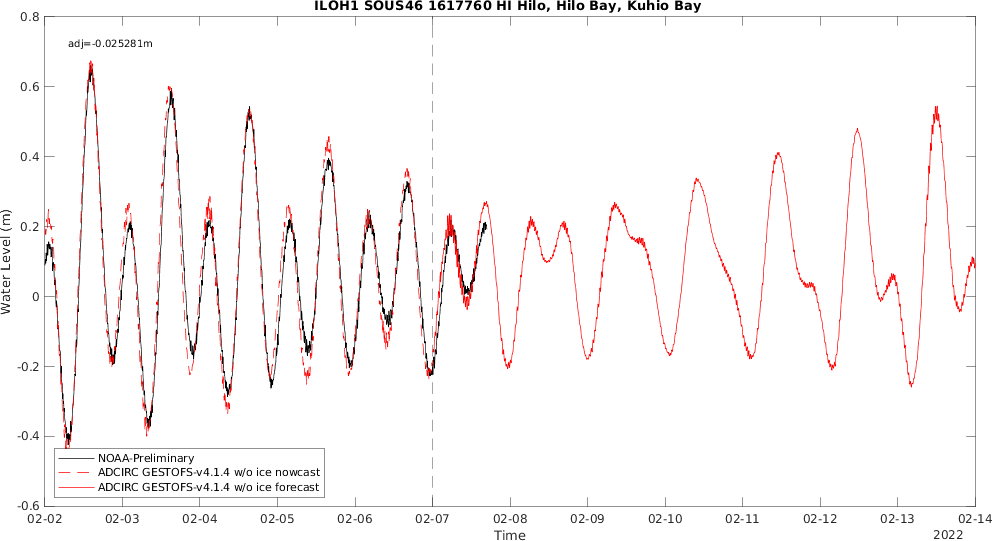 ILOH1 SOUS46 1617760 HI Hilo, Hilo Bay, Kuhio Bay
0.8
adj=-0.025281m
0.6
0.4
0.2
0
-0.2
-0.4
-0.6
Water Level (m)
NOAA-Preliminary
ADCIRC GESTOFS-v4.1.4 w/o ice nowcast
ADCIRC GESTOFS-v4.1.4 w/o ice forecast
02-02 02-03 02-04 02-05 02-06 02-07 02-08 02-09 02-10 02-11 02-12 02-13 02-14
Time
2022